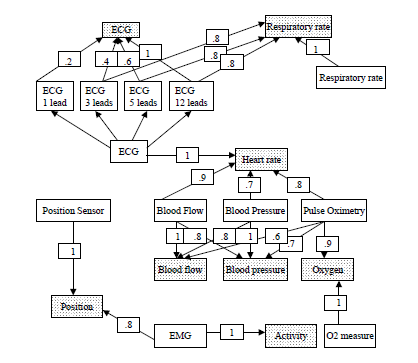 ECG
Respiratory rate
.8
1
.2
.4
.6
1
.8
.8
Respiratory rate
ECG
1 lead
ECG
3 leads
ECG
5 leads
ECG
12 leads
ECG
1
Heart rate
.9
.7
.8
Position Sensor
Blood Flow
Blood Pressure
Pulse Oximetry
1
.8
.8
1
.6
.7
.9
1
Blood flow
Blood pressure
Oxygen
Position
1
.8
EMG
1
Activity
O2 measure